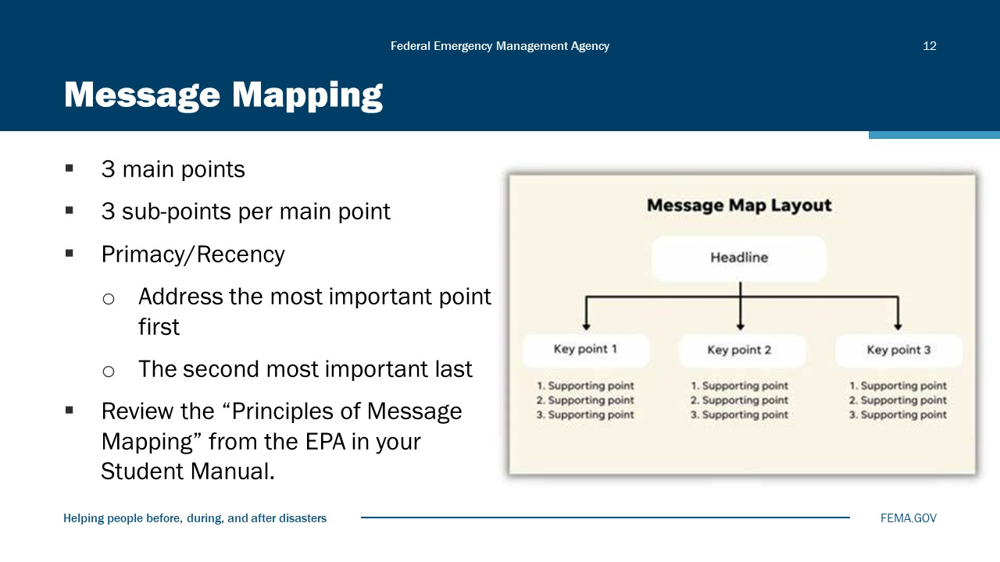 Federal Emergency Management Agency
12
Message Mapping
▪ 3 main points
▪ 3 sub-points per main point
▪ Primacy/Recency
o Address the most important point
first
o The second most important last
▪ Review the “Principles of Message
Mapping” from the EPA in your
Student Manual.
Message Map Layout
Headline
Key point 1
1. Supporting point
2. Supporting point
3. Supporting point
Key point 2
1. Supporting point
2. Supporting point
3. Supporting point
Key point 3
1. Supporting point
2. Supporting point
3. Supporting point
Helping people before, during, and after disasters
FEMA.GOV